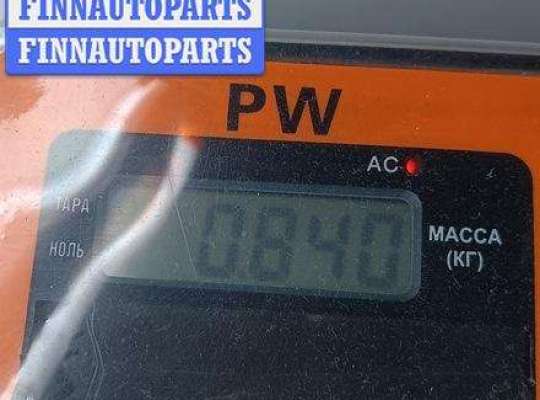 FINNAUTOPARTS
FINNAUTOPARTS
PW
AC
ТАРА
0.840
МАССА
(КГ)
НОЛЬ